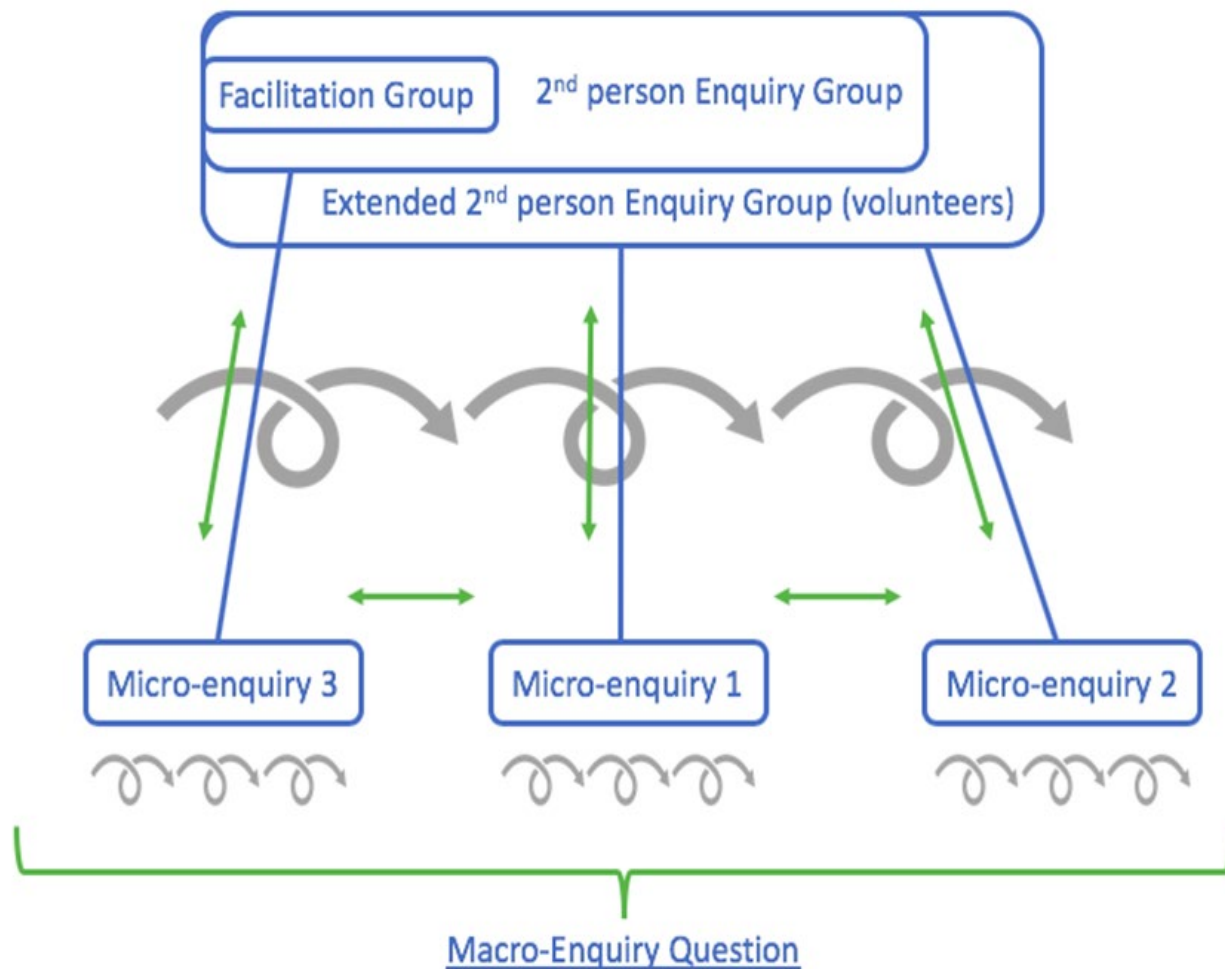 Facilitation Group
2nd person Enquiry Group
Extended 2nd person Enquiry Group (volunteers)
Micro-enquiry 3
Micro-enquiry 1
Micro-enquiry 2
Macro-Enquiry Question